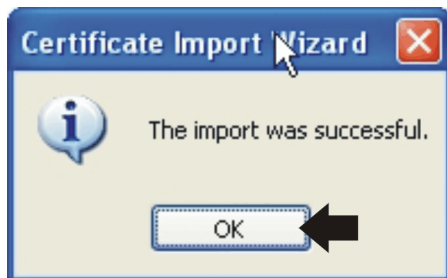 Certificate Import Wizard
The import was successful.
OK